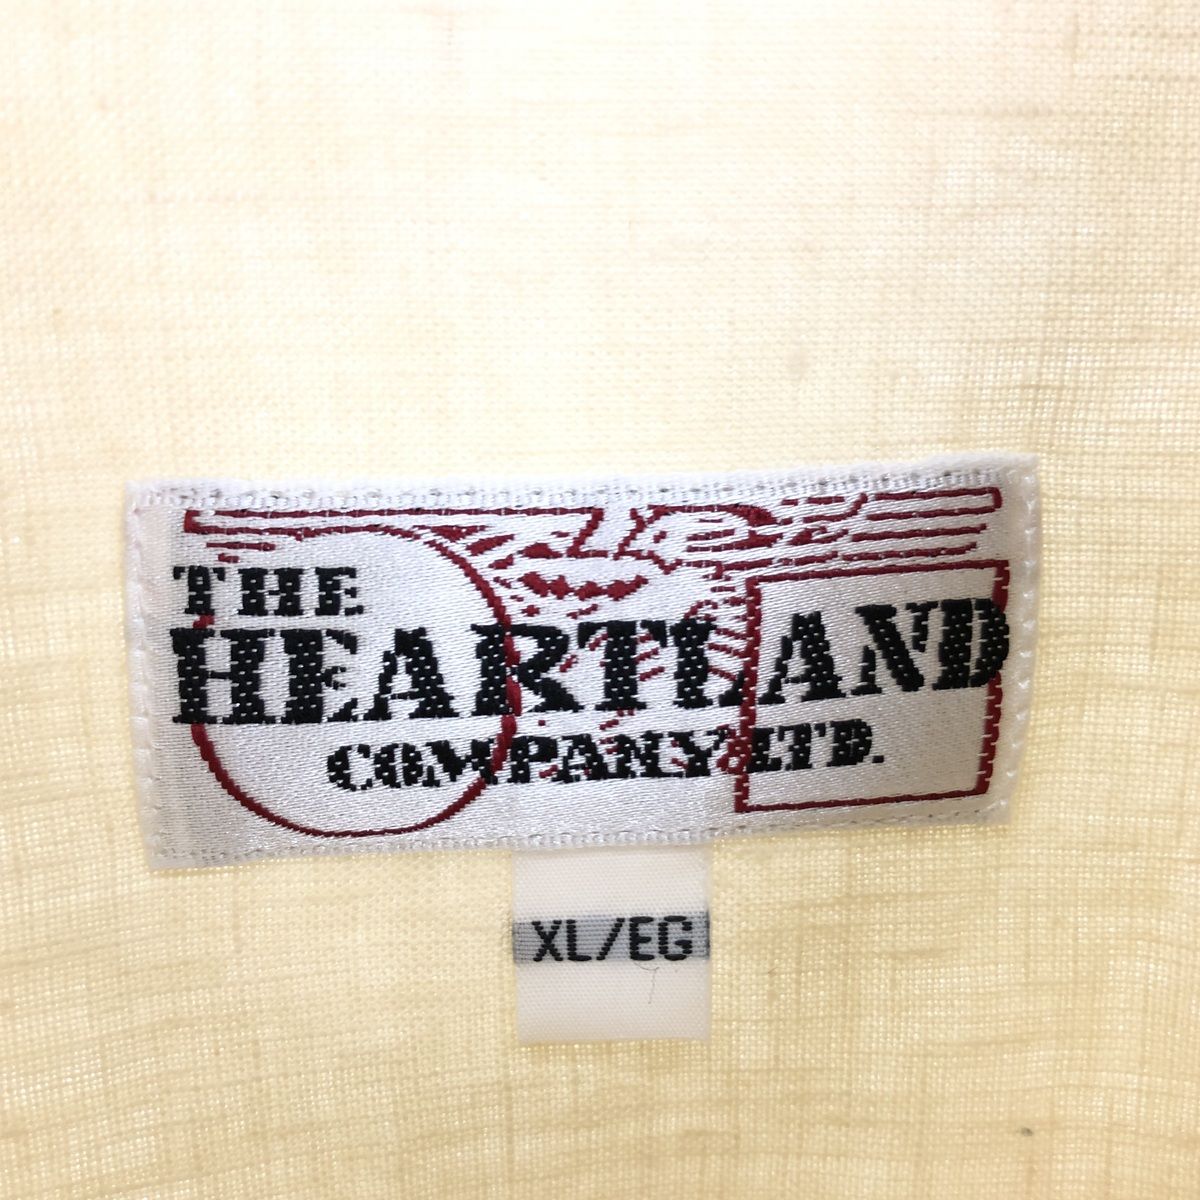 THE
HEARTLAND
COMPANY LTD.
XL/EG